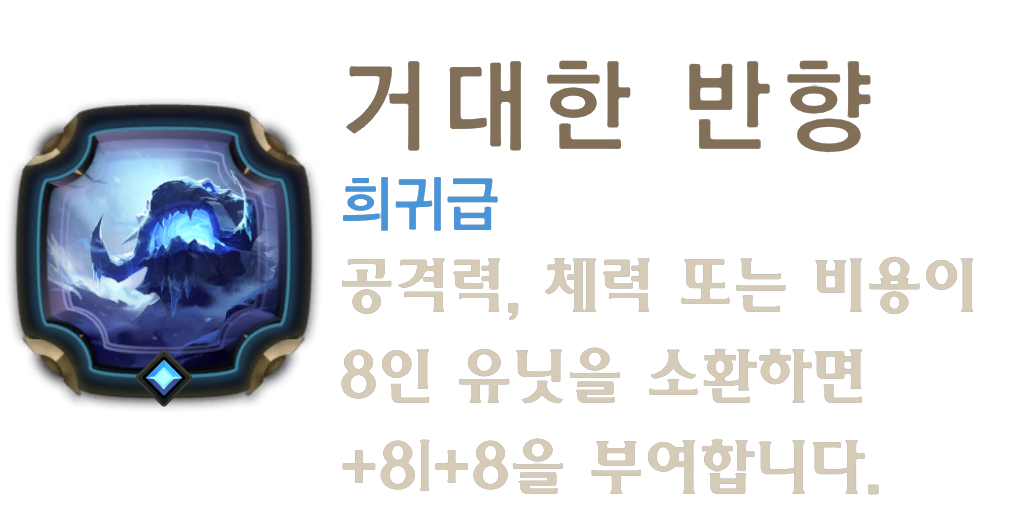 거대한 반향
희귀급
공격력, 체력 또는 비용이
8인 유닛을 소환하면
+8|+8을 부여합니다.